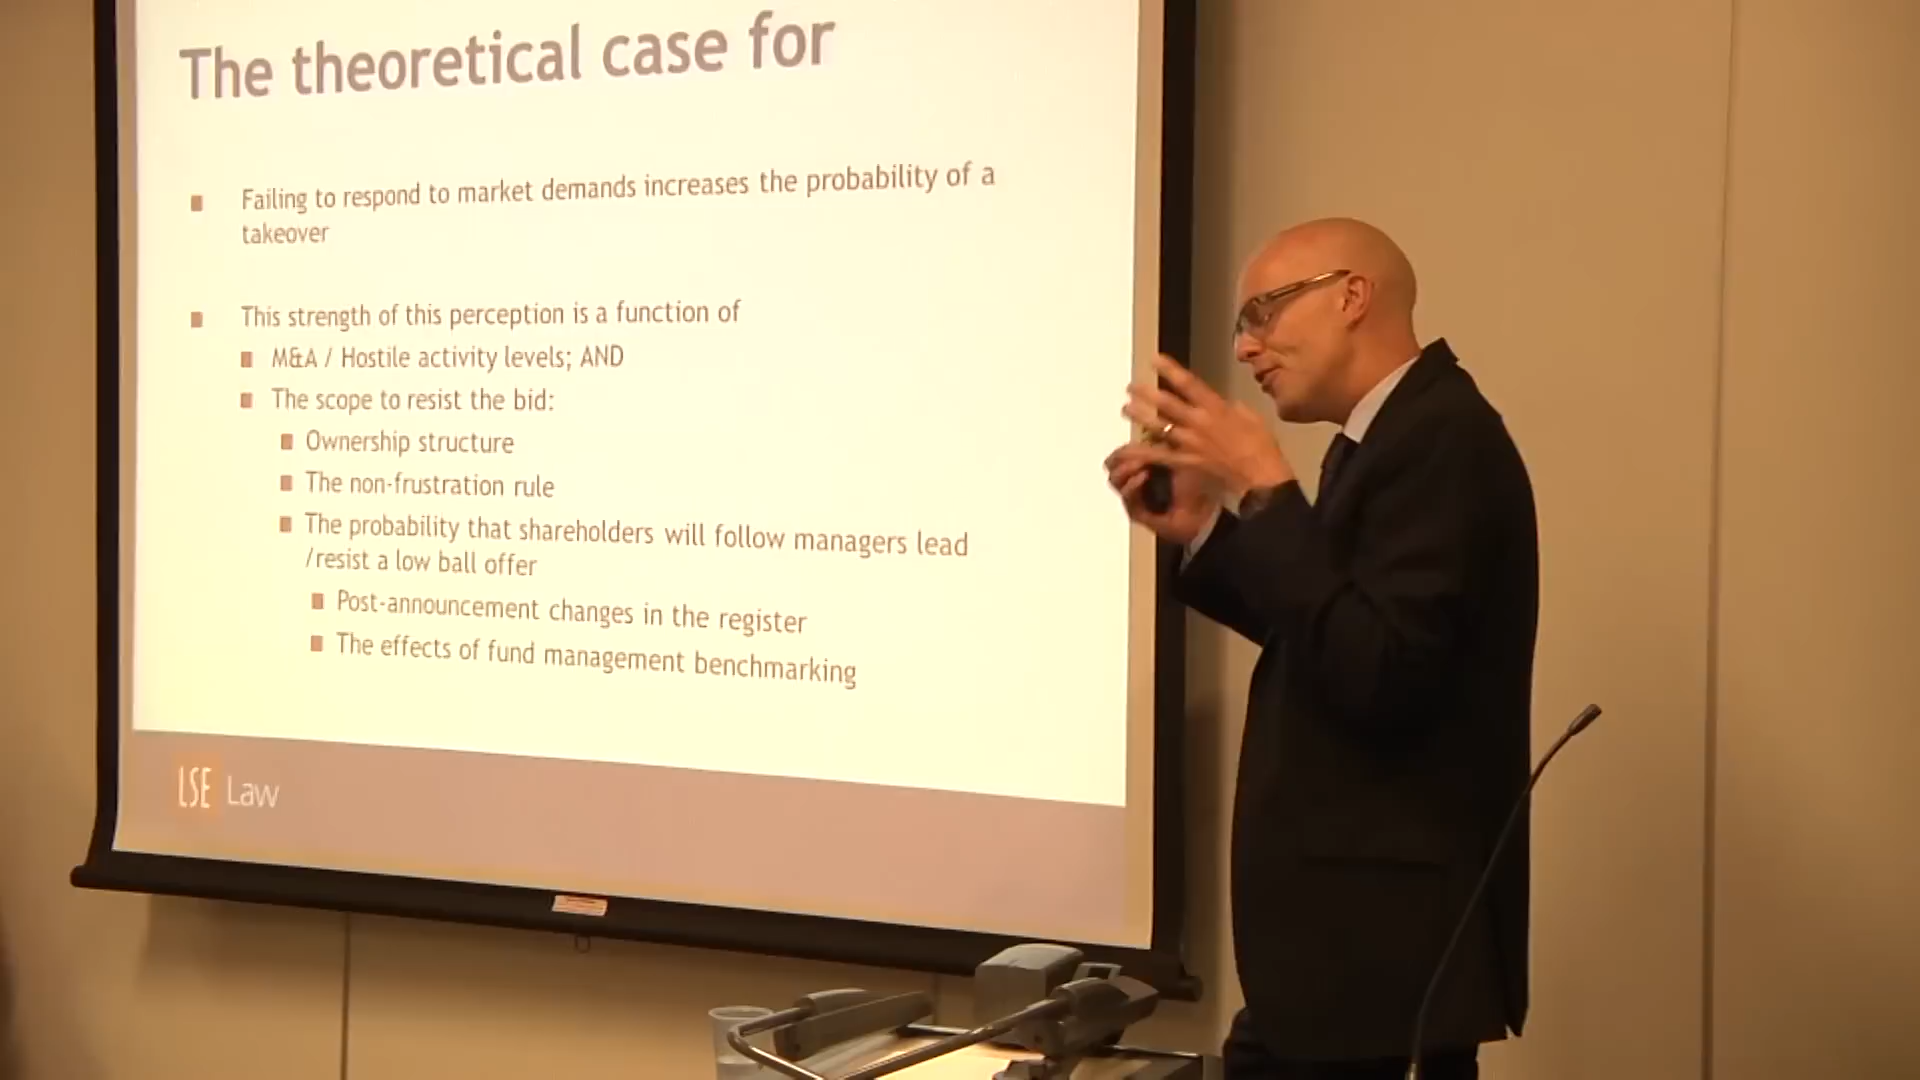 The theoretical case for
Failing to respond to market demands increases the probability of a
takeover
This strength of this perception is a function of
M&A / Hostile activity levels; AND
The scope to resist the bid:
Ownership structure
The non-frustration rule
The probability that shareholders will follow managers lead
/resist a low ball offer
Post-announcement changes in the register
The effects of fund management benchmarking
LSE Law